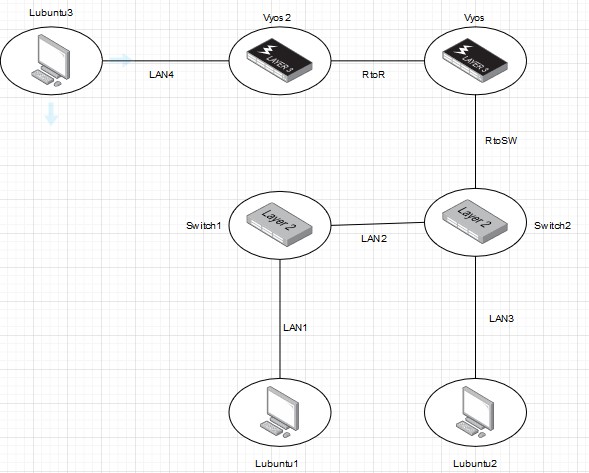 Lubuntu3
Vyos 2
Vyos
LAYER 3
LAYER 3
LAN4
RtoR
RtoSW
Switch1
Layer 2
Layer 2
Switch2
LAN2
LAN1
LAN3
Lubuntu1
Lubuntu2